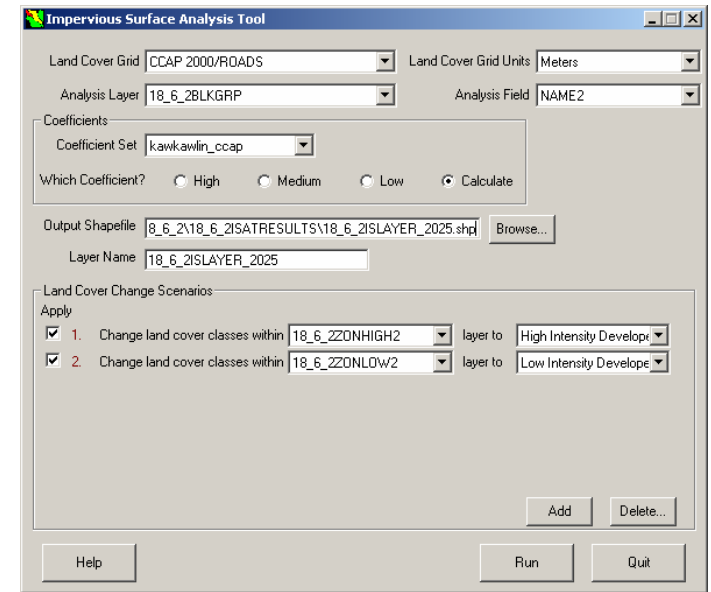 Impervious Surface Analysis Tool
Land Cover Grid CCAP 2000/ROADS Land Cover Grid Units Meters
Analysis Layer 18_6_2BLKGRP Analysis Field NAME2
Coefficients
Coefficient Set kawkawlin_ccap
Which Coefficient? High Medium Low Calculate
Output Shapefile 8_6_2\18_6_2ISATRESULTS\18_6_2ISLAYER_2025.shp Browse...
Layer Name 18_6_2ISLAYER_2025
Land Cover Change Scenarios
Apply
1. Change land cover classes within 18_6_2ZONHIGH2 layer to High Intensity Develope
2. Change land cover classes within 18_6_2ZONLOW2 layer to Low Intensity Develope
Add Delete...
Help Run Quit